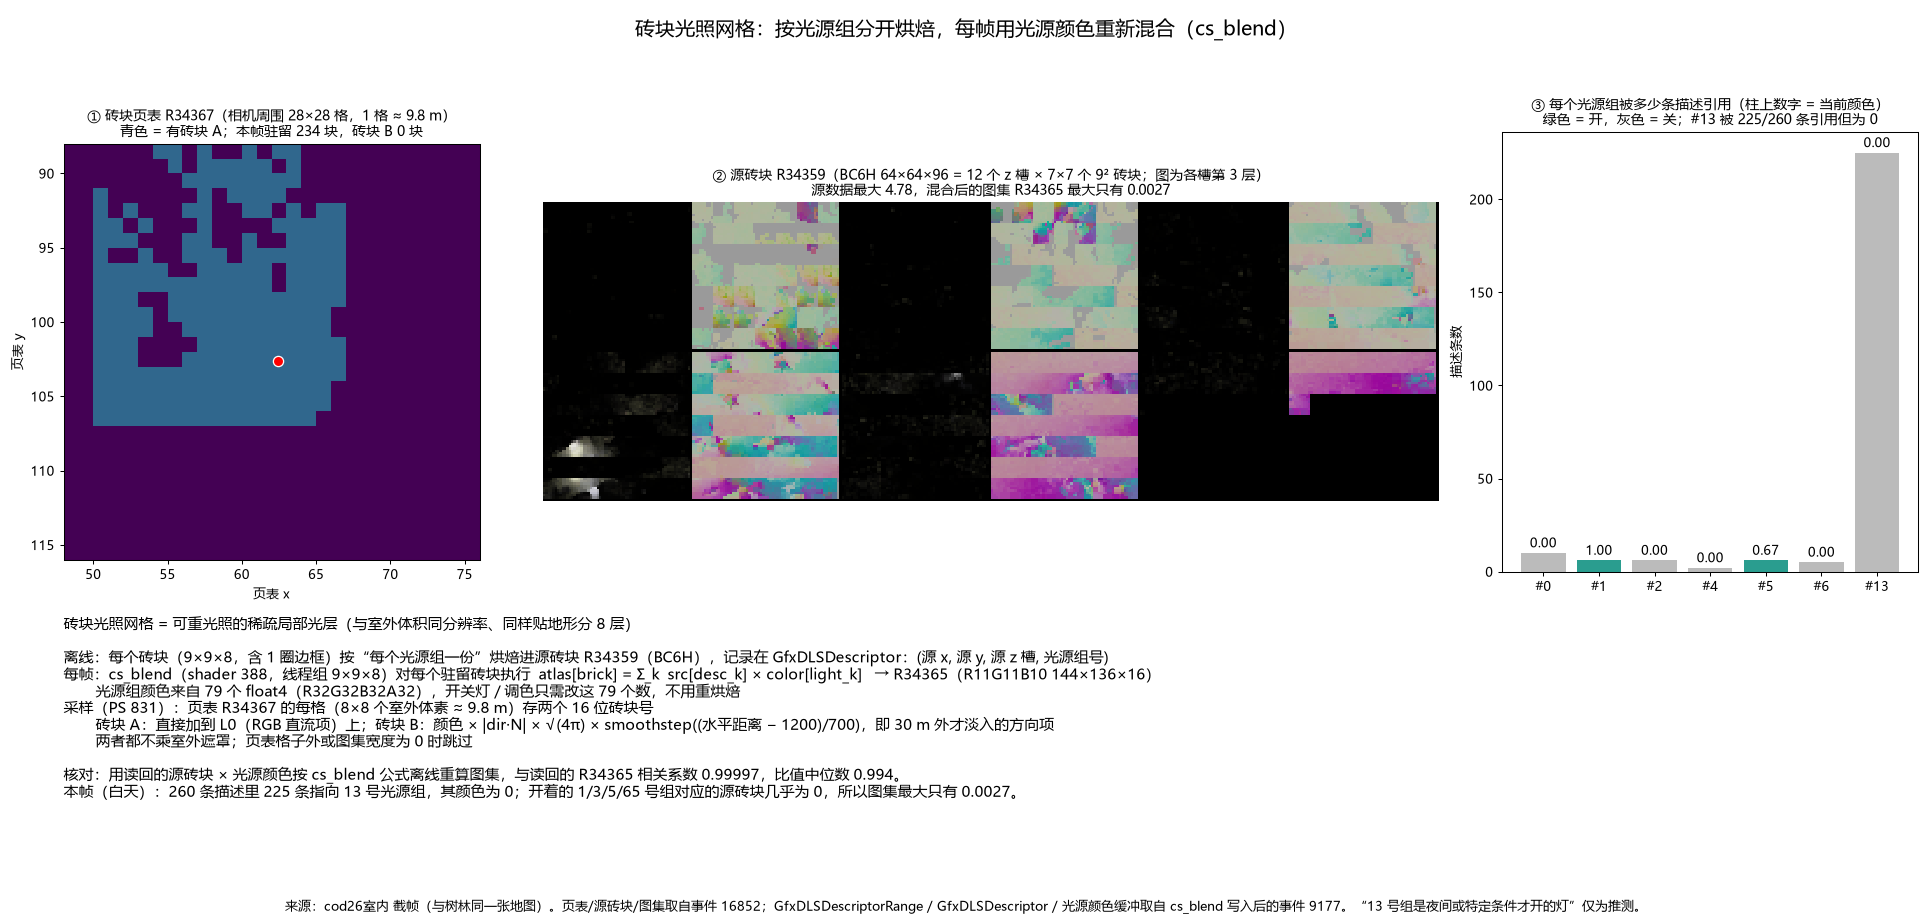 砖块光照网格：按光源组分开烘焙，每帧用光源颜色重新混合（cs_blend）
① 砖块页表 R34367（相机周围 28×28 格，1 格 ≈ 9.8 m）
青色 = 有砖块 A；本帧驻留 234 块，砖块 B 0 块
页表 y
90
95
100
105
110
115
50
55
60
65
70
75
页表 x
② 源砖块 R34359（BC6H 64×64×96 = 12 个 z 槽 × 7×7 个 9² 砖块；图为各槽第 3 层）
源数据最大 4.78，混合后的图集 R34365 最大只有 0.0027
③ 每个光源组被多少条描述引用（柱上数字 = 当前颜色）
绿色 = 开，灰色 = 关；#13 被 225/260 条引用但为 0
描述条数
200
150
100
50
0
0.00
1.00
0.00
0.00
0.67
0.00
0.00
#0
#1
#2
#4
#5
#6
#13
砖块光照网格 = 可重光照的稀疏局部光层（与室外体积同分辨率、同样贴地形分 8 层）
离线：每个砖块（9×9×8，含 1 圈边框）按“每个光源组一份”烘焙进源砖块 R34359（BC6H），记录在 GfxDLSDescriptor：(源 x, 源 y, 源 z 槽, 光源组号)
每帧：cs_blend（shader 388，线程组 9×9×8）对每个驻留砖块执行 atlas[brick] = Σ_k src[desc_k] × color[light_k] → R34365（R11G11B10 144×136×16）
光源组颜色来自 79 个 float4（R32G32B32A32），开关灯 / 调色只需改这 79 个数，不用重烘焙
采样（PS 831）：页表 R34367 的每格（8×8 个室外体素 ≈ 9.8 m）存两个 16 位砖块号
砖块 A：直接加到 L0（RGB 直流项）上；砖块 B：颜色 × |dir·N| × √(4π) × smoothstep((水平距离 − 1200)/700)，即 30 m 外才淡入的方向项
两者都不乘室外遮罩；页表格子外或图集宽度为 0 时跳过
核对：用读回的源砖块 × 光源颜色按 cs_blend 公式离线重算图集，与读回的 R34365 相关系数 0.99997，比值中位数 0.994。
本帧（白天）：260 条描述里 225 条指向 13 号光源组，其颜色为 0；开着的 1/3/5/65 号组对应的源砖块几乎为 0，所以图集最大只有 0.0027。
来源：cod26室内 截帧（与树林同一张地图）。页表/源砖块/图集取自事件 16852；GfxDLSDescriptorRange / GfxDLSDescriptor / 光源颜色缓冲取自 cs_blend 写入后的事件 9177。“13 号组是夜间或特定条件才开的灯”仅为推测。